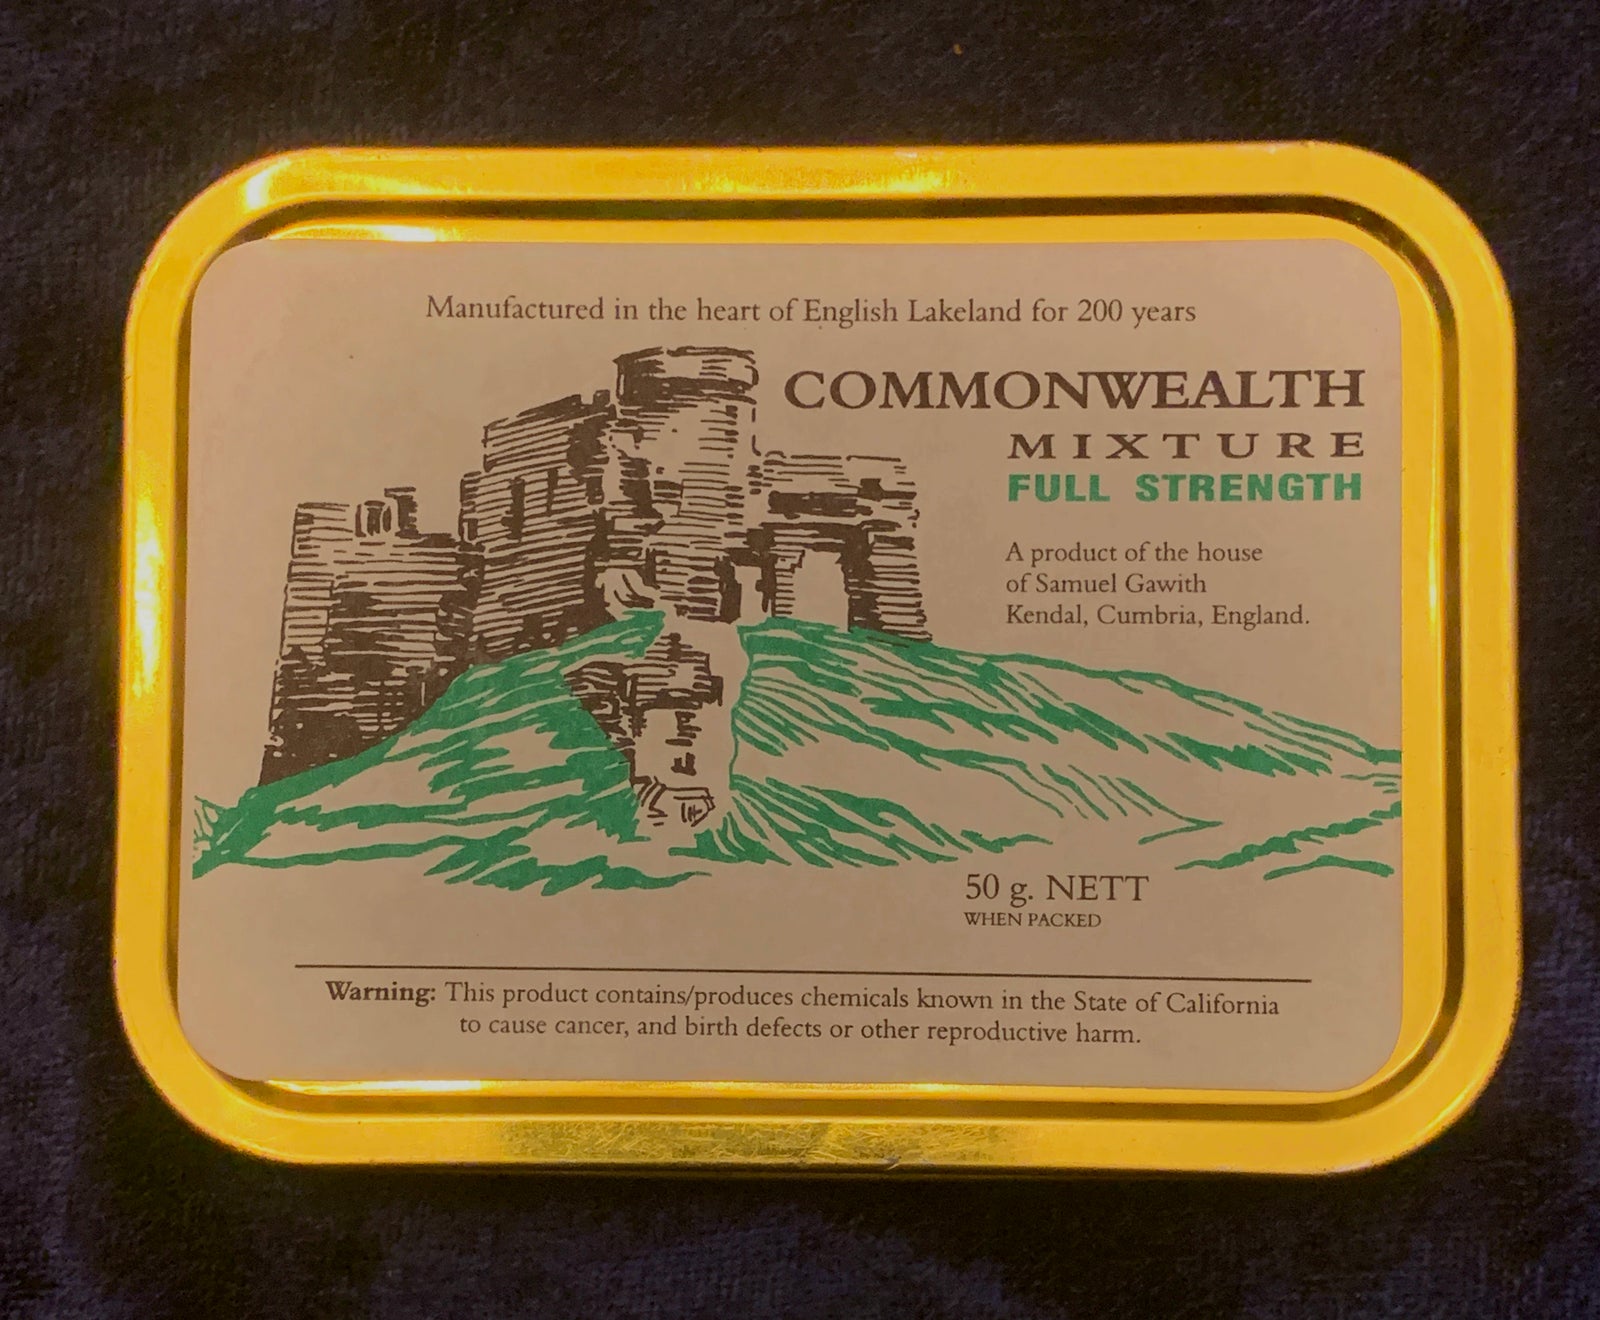 Manufactured in the heart of English Lakeland for 200 years
COMMONWEALTH
MIXTURE
FULL STRENGTH
A product of the house
of Samuel Gawith
Kendal, Cumbria, England.
50 g. NETT
WHEN PACKED
Warning: This product contains/produces chemicals known in the State of California
to cause cancer, and birth defects or other reproductive harm.